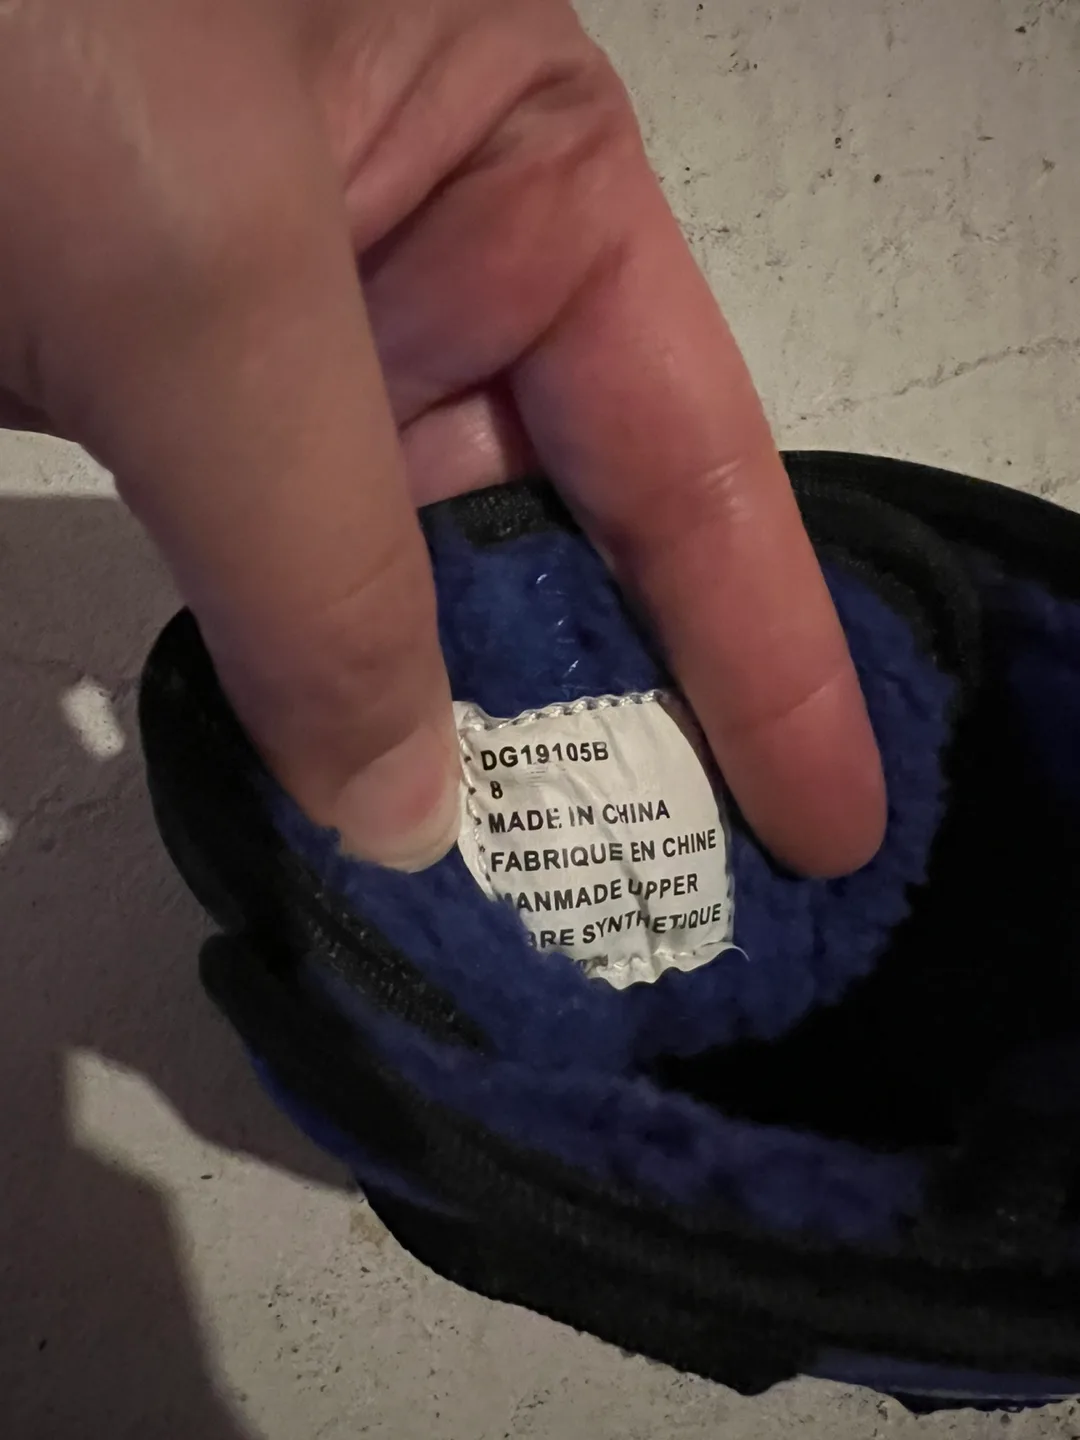 DG19105B
8
MADE IN CHINA
FABRIQUE EN CHINE
MANMADE UPPER
SYNTHETIQUE